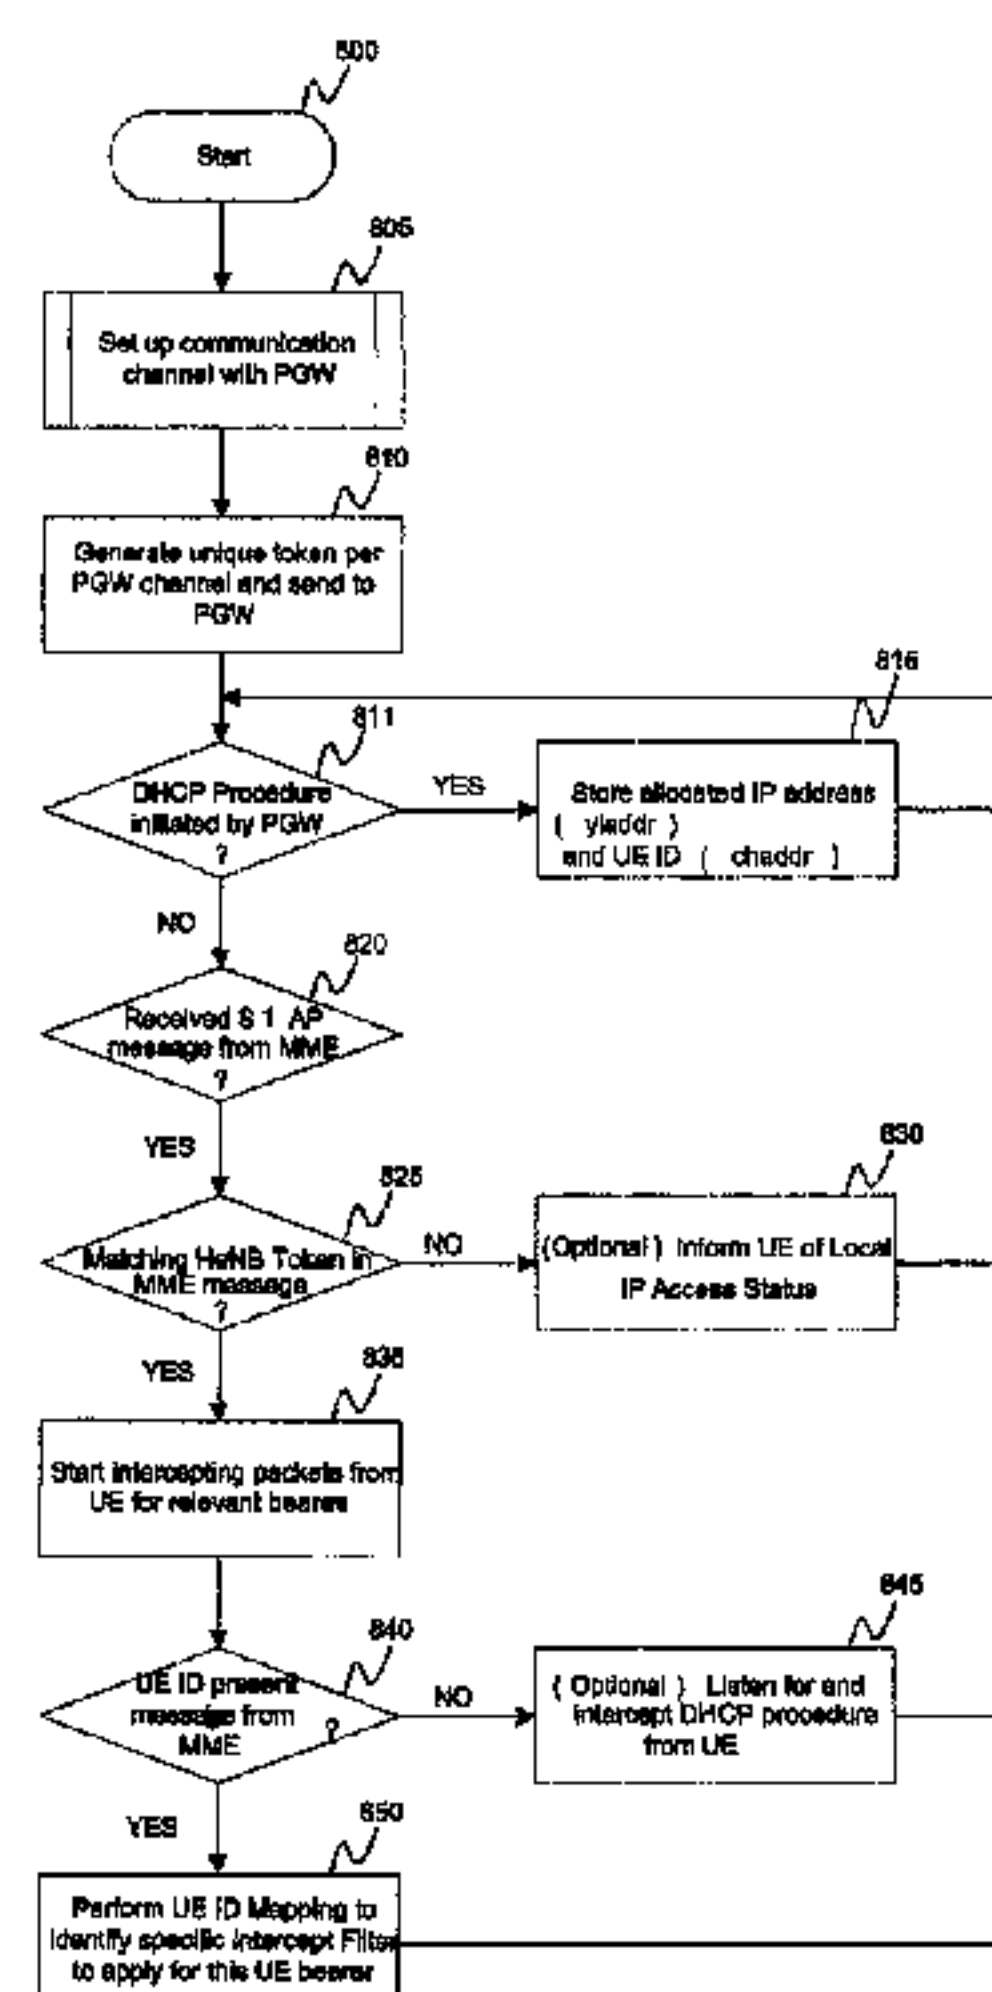 800
Start
805
Set up communication
channel with PGW
810
Generate unique token per
PGW channel and send to
PGW
815
811
DHCP Procedure
initiated by PGW
?
YES
Store allocated IP address
( yiaddr )
and UE ID ( chaddr )
NO
820
Received S 1 AP
message from MME
?
YES
830
825
Matching HeNB Token in
MME message
?
NO
(Optional ) Inform UE of Local
IP Access Status
YES
835
Start intercepting packets from
UE for relevant bearer
845
840
UE ID present
message from
MME ?
NO
( Optional ) Listen for and
intercept DHCP procedure
from UE
YES
850
Perform UE ID Mapping to
identify specific Intercept Filter
to apply for this UE bearer